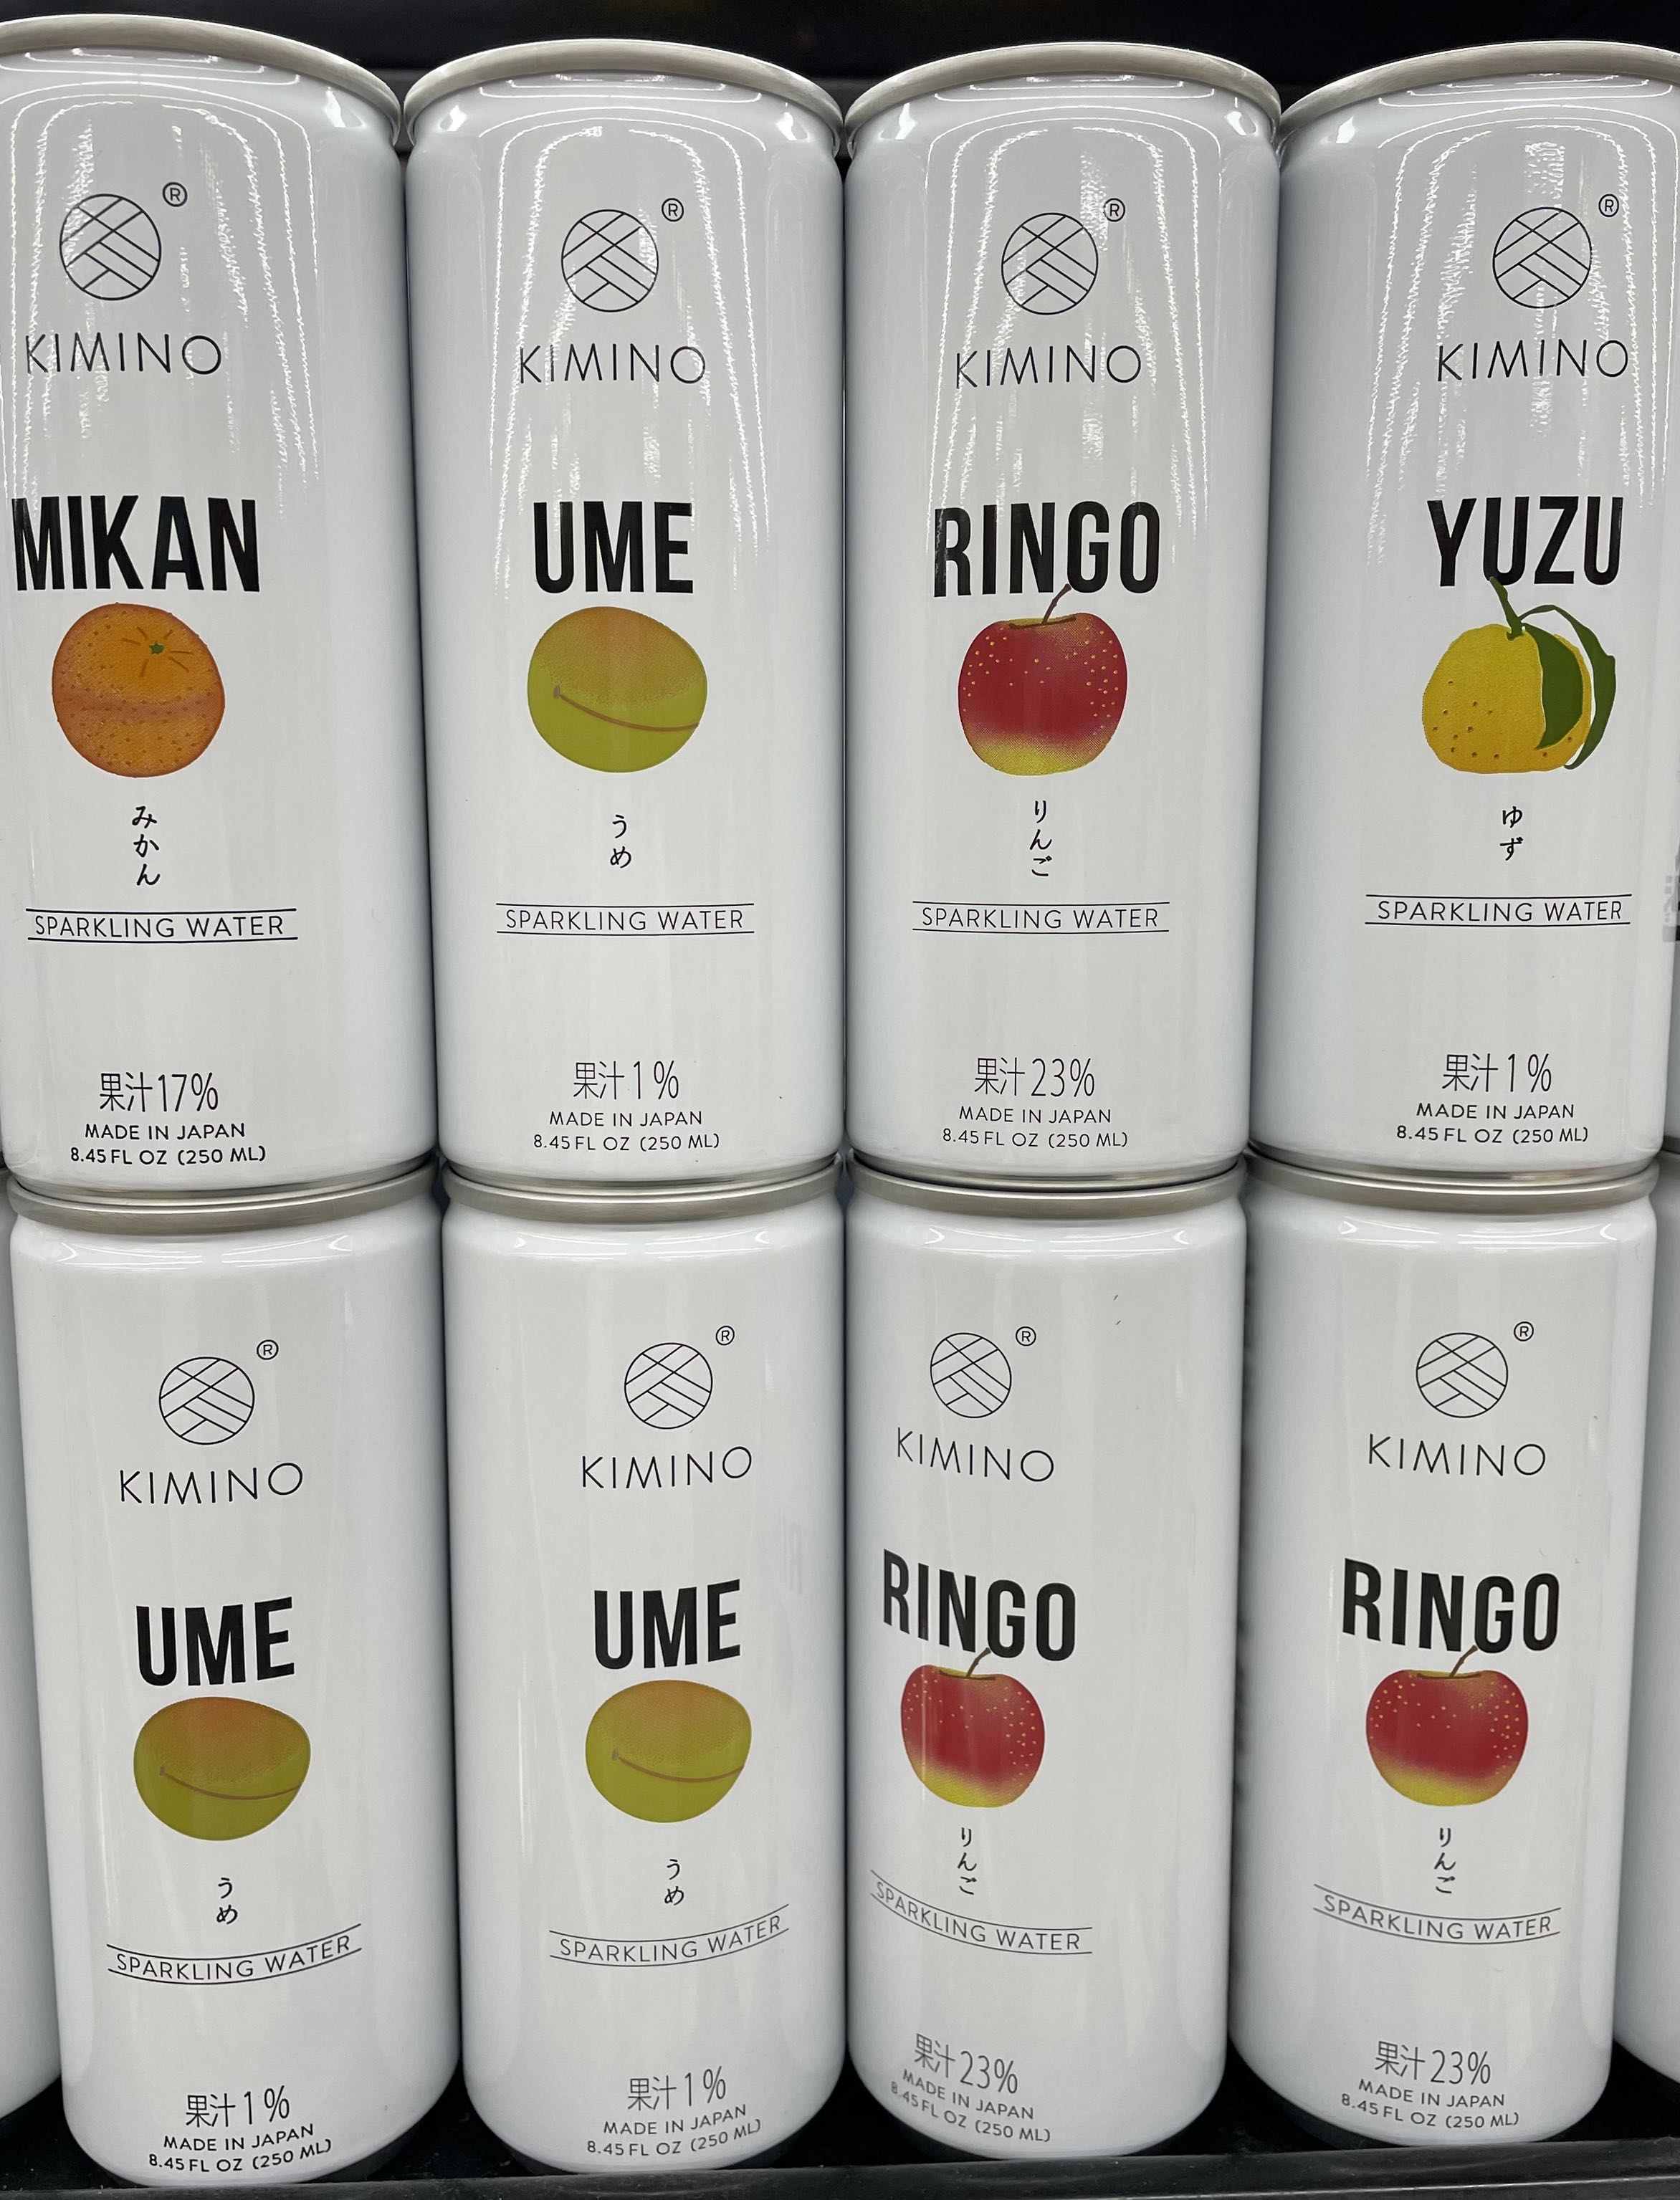 ®
KIMINO
MIKAN
みかん
SPARKLING WATER
果汁17%
MADE IN JAPAN
8.45 FL OZ (250 ML)
®
KIMINO
UME
うめ
SPARKLING WATER
果汁1%
MADE IN JAPAN
8.45 FL OZ (250 ML)
®
KIMINO
RINGO
りんご
SPARKLING WATER
果汁23%
MADE IN JAPAN
8.45 FL OZ (250 ML)
®
KIMINO
YUZU
ゆず
SPARKLING WATER
果汁1%
MADE IN JAPAN
8.45 FL OZ (250 ML)
®
KIMINO
UME
うめ
SPARKLING WATER
果汁1%
MADE IN JAPAN
8.45 FL OZ (250 ML)
®
KIMINO
UME
うめ
SPARKLING WATER
果汁1%
MADE IN JAPAN
8.45 FL OZ (250 ML)
®
KIMINO
RINGO
りんご
SPARKLING WATER
果汁23%
MADE IN JAPAN
8.45 FL OZ (250 ML)
®
KIMINO
RINGO
りんご
SPARKLING WATER
果汁23%
MADE IN JAPAN
8.45 FL OZ (250 ML)